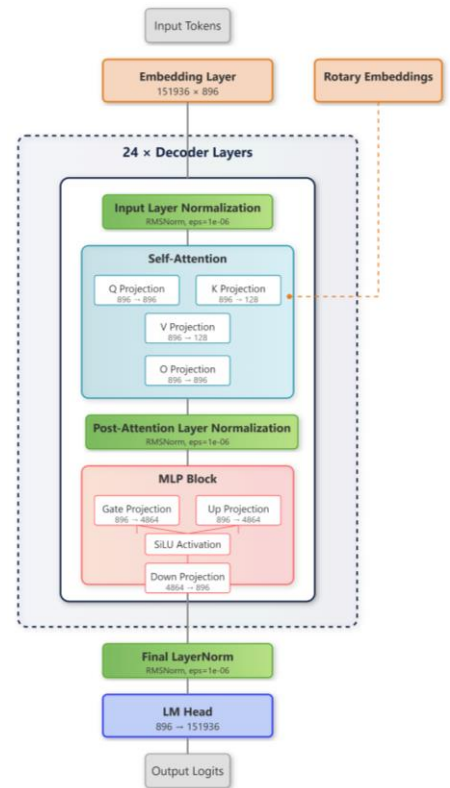 Input Tokens
Embedding Layer
151936 × 896
Rotary Embeddings
24 × Decoder Layers
Input Layer Normalization
RMSNorm, eps=1e-06
Self-Attention
Q Projection
896 → 896
K Projection
896 → 128
V Projection
896 → 128
O Projection
896 → 896
Post-Attention Layer Normalization
RMSNorm, eps=1e-06
MLP Block
Gate Projection
896 → 4864
Up Projection
896 → 4864
SiLU Activation
Down Projection
4864 → 896
Final LayerNorm
RMSNorm, eps=1e-06
LM Head
896 → 151936
Output Logits